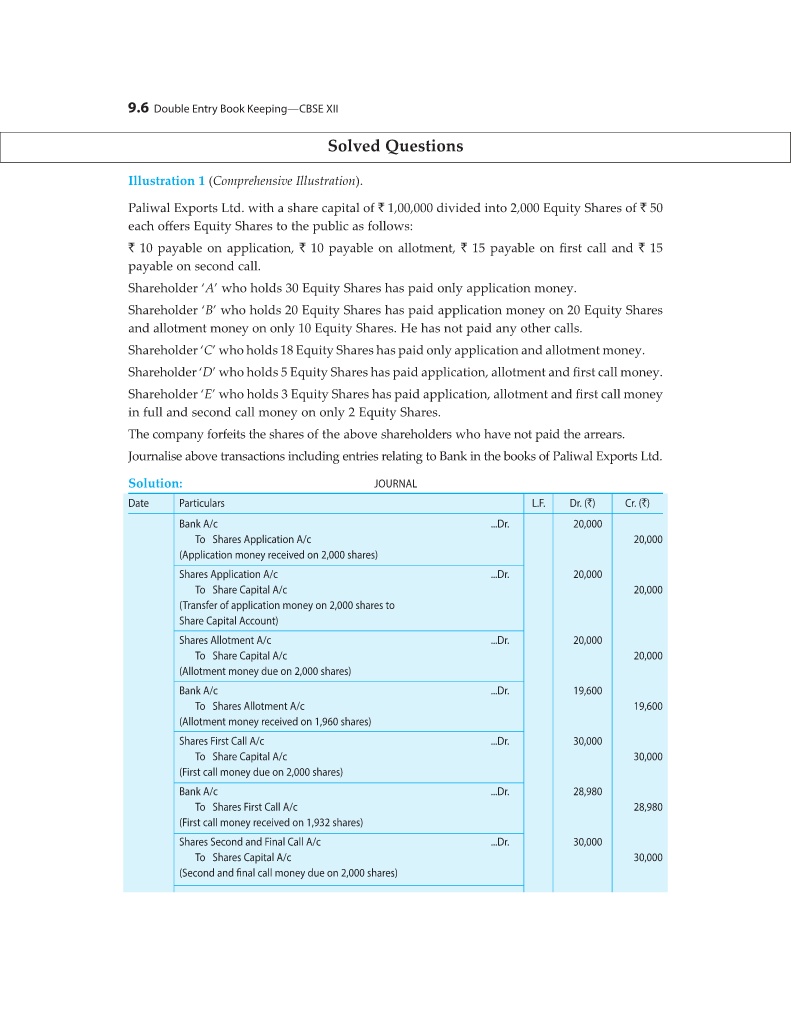 9.6 Double Entry Book Keeping—CBSE XII
Solved Questions
Illustration 1 (Comprehensive Illustration).
Paliwal Exports Ltd. with a share capital of ₹ 1,00,000 divided into 2,000 Equity Shares of ₹ 50
each offers Equity Shares to the public as follows:
₹ 10 payable on application, ₹ 10 payable on allotment, ₹ 15 payable on first call and ₹ 15
payable on second call.
Shareholder ‘A’ who holds 30 Equity Shares has paid only application money.
Shareholder ‘B’ who holds 20 Equity Shares has paid application money on 20 Equity Shares
and allotment money on only 10 Equity Shares. He has not paid any other calls.
Shareholder ‘C’ who holds 18 Equity Shares has paid only application and allotment money.
Shareholder ‘D’ who holds 5 Equity Shares has paid application, allotment and first call money.
Shareholder ‘E’ who holds 3 Equity Shares has paid application, allotment and first call money
in full and second call money on only 2 Equity Shares.
The company forfeits the shares of the above shareholders who have not paid the arrears.
Journalise above transactions including entries relating to Bank in the books of Paliwal Exports Ltd.
Solution: JOURNAL
Date Particulars L.F. Dr. (₹) Cr. (₹)
Bank A/c ...Dr. 20,000
To Shares Application A/c 20,000
(Application money received on 2,000 shares)
Shares Application A/c ...Dr. 20,000
To Share Capital A/c 20,000
(Transfer of application money on 2,000 shares to
Share Capital Account)
Shares Allotment A/c ...Dr. 20,000
To Share Capital A/c 20,000
(Allotment money due on 2,000 shares)
Bank A/c ...Dr. 19,600
To Shares Allotment A/c 19,600
(Allotment money received on 1,960 shares)
Shares First Call A/c ...Dr. 30,000
To Share Capital A/c 30,000
(First call money due on 2,000 shares)
Bank A/c ...Dr. 28,980
To Shares First Call A/c 28,980
(First call money received on 1,932 shares)
Shares Second and Final Call A/c ...Dr. 30,000
To Shares Capital A/c 30,000
(Second and final call money due on 2,000 shares)